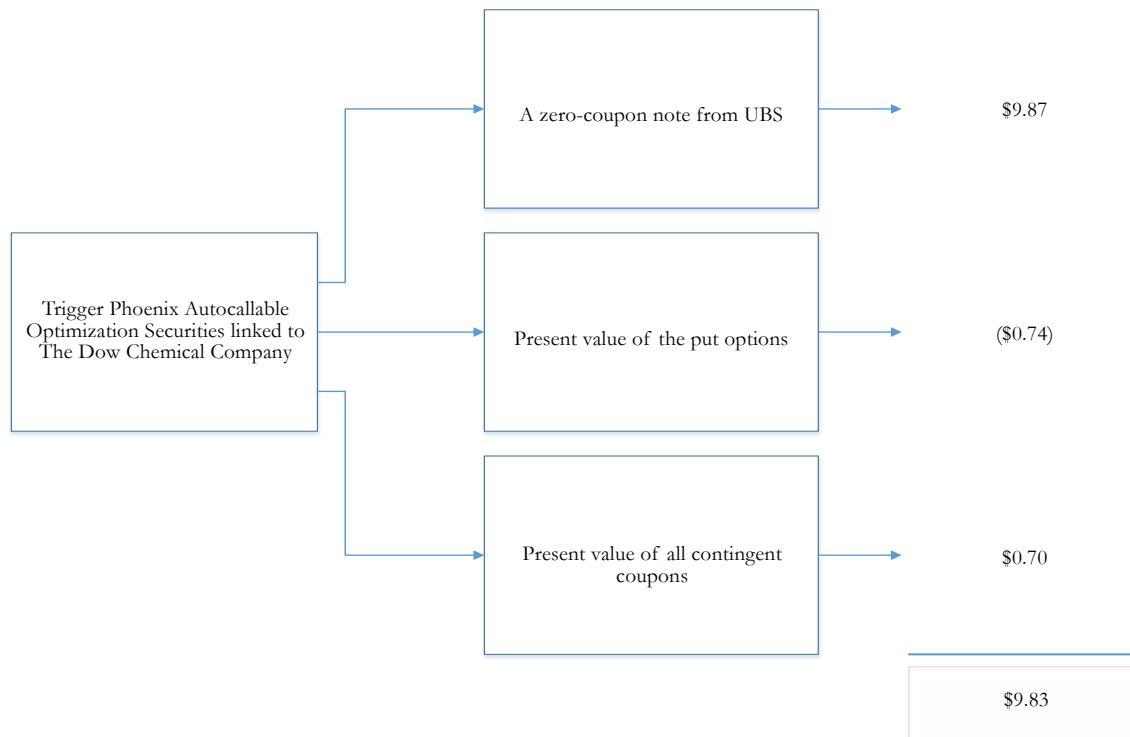 A zero-coupon note from UBS
$9.87
Trigger Phoenix Autocallable
Optimization Securities linked to
The Dow Chemical Company
Present value of the put options
($0.74)
Present value of all contingent
coupons
$0.70
$9.83